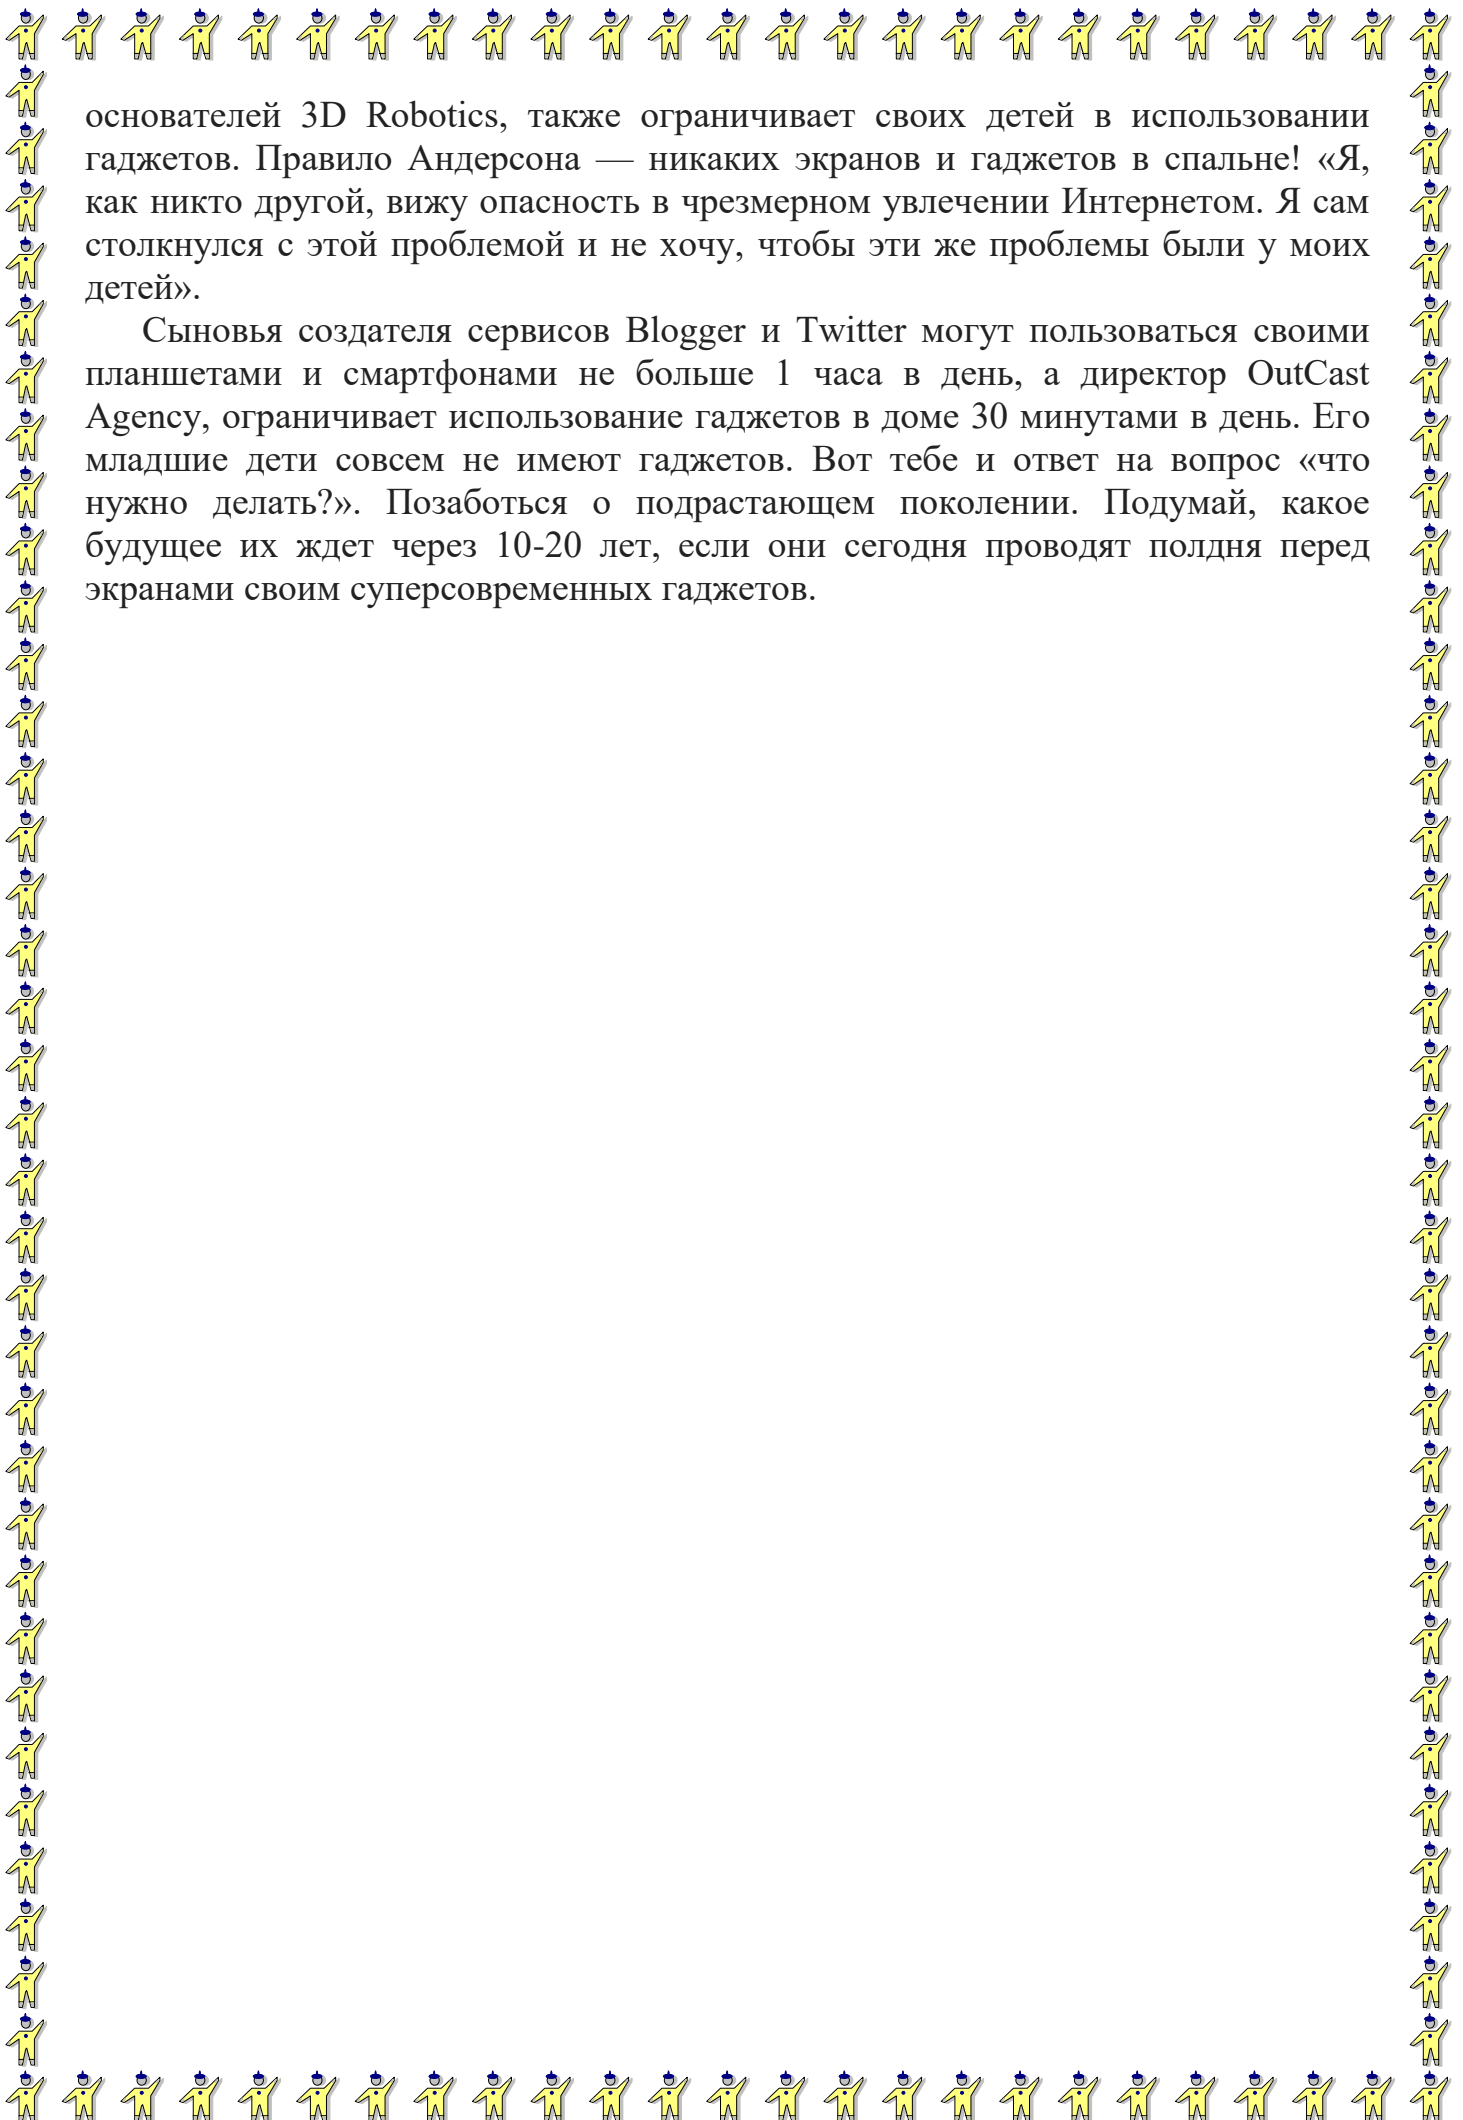 основателей 3D Robotics, также ограничивает своих детей в использовании
гаджетов. Правило Андерсона — никаких экранов и гаджетов в спальне! «Я,
как никто другой, вижу опасность в чрезмерном увлечении Интернетом. Я сам
столкнулся с этой проблемой и не хочу, чтобы эти же проблемы были у моих
детей».
Сыновья создателя сервисов Blogger и Twitter могут пользоваться своими
планшетами и смартфонами не больше 1 часа в день, а директор OutCast
Agency, ограничивает использование гаджетов в доме 30 минутами в день. Его
младшие дети совсем не имеют гаджетов. Вот тебе и ответ на вопрос «что
нужно делать?». Позаботься о подрастающем поколении. Подумай, какое
будущее их ждет через 10-20 лет, если они сегодня проводят полдня перед
экранами своим суперсовременных гаджетов.